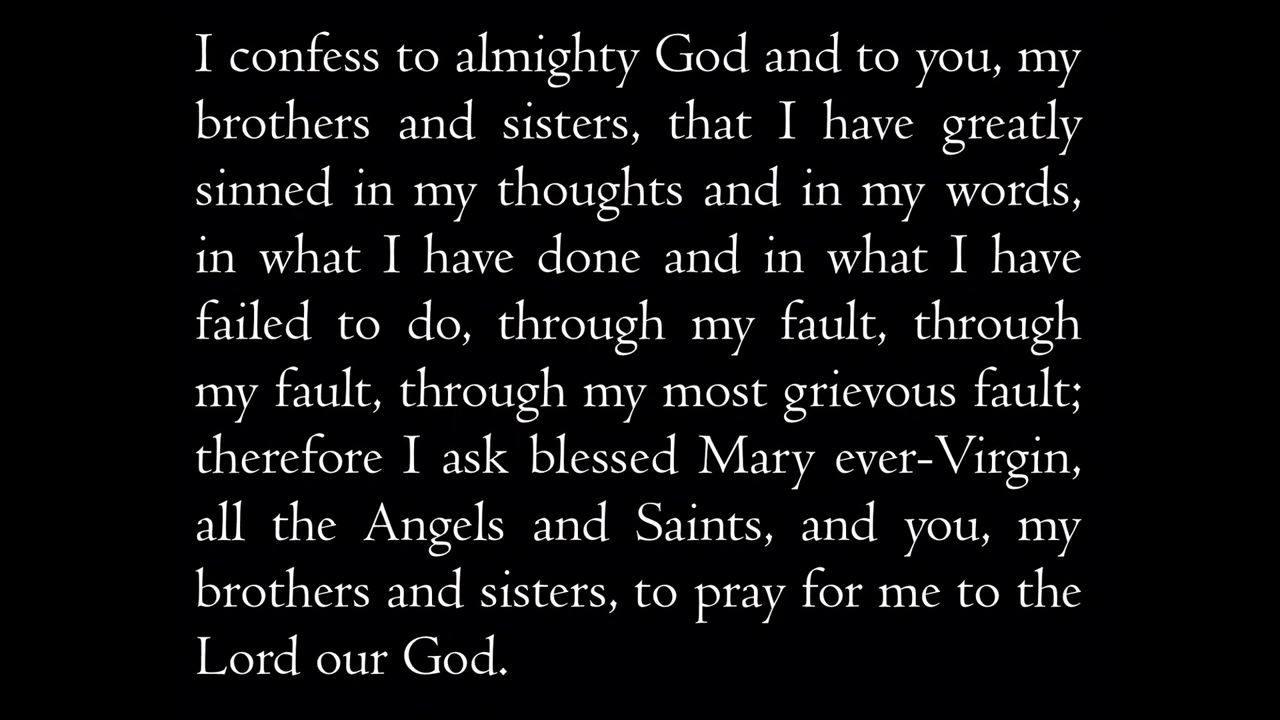 I confess to almighty God and to you, my
brothers and sisters, that I have greatly
sinned in my thoughts and in my words,
in what I have done and in what I have
failed to do, through my fault, through
my fault, through my most grievous fault;
therefore I ask blessed Mary ever-Virgin,
all the Angels and Saints, and you, my
brothers and sisters, to pray for me to the
Lord our God.